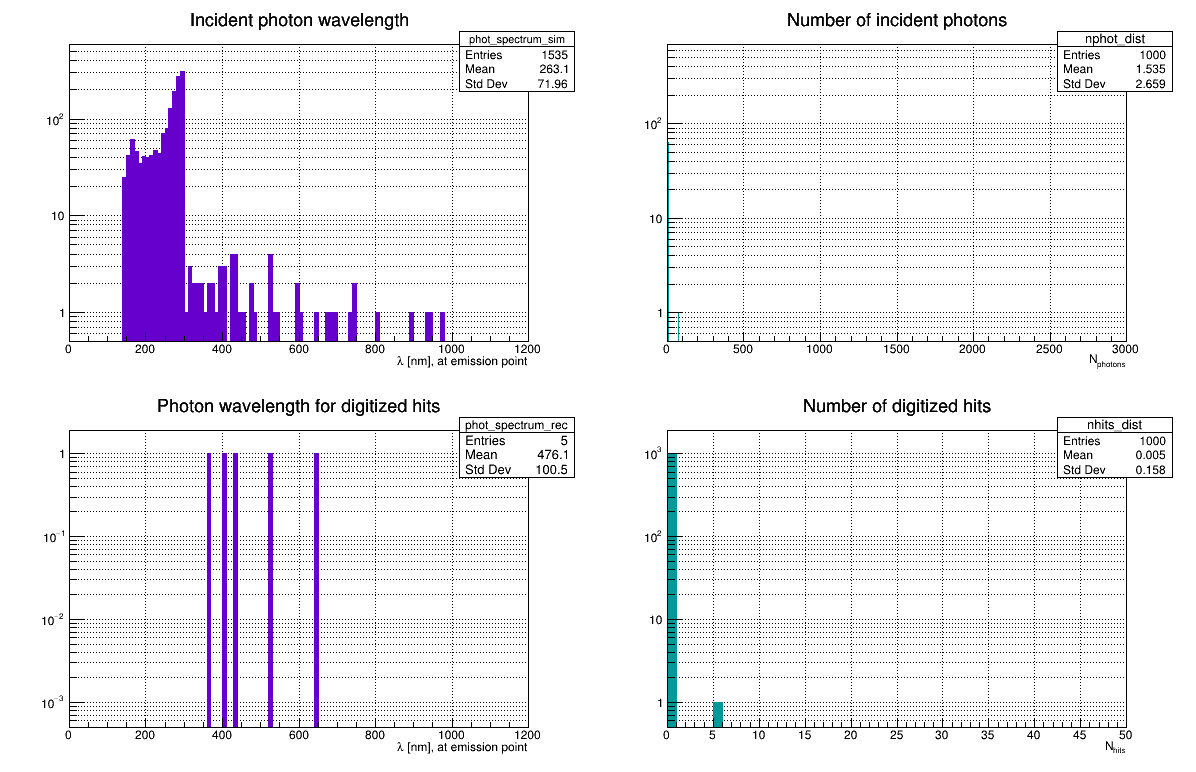 Incident photon wavelength
phot_spectrum_sim
Entries 1535
Mean 263.1
Std Dev 71.96
10²
10
1
0 200 400 600 800 1000 1200
λ [nm], at emission point
Number of incident photons
nphot_dist
Entries 1000
Mean 1.535
Std Dev 2.659
10²
10
1
0 500 1000 1500 2000 2500 3000
N_photons
Photon wavelength for digitized hits
phot_spectrum_rec
Entries 5
Mean 476.1
Std Dev 100.5
1
10⁻¹
10⁻²
10⁻³
0 200 400 600 800 1000 1200
λ [nm], at emission point
Number of digitized hits
nhits_dist
Entries 1000
Mean 0.005
Std Dev 0.158
10³
10²
10
1
0 5 10 15 20 25 30 35 40 45 50
N_hits